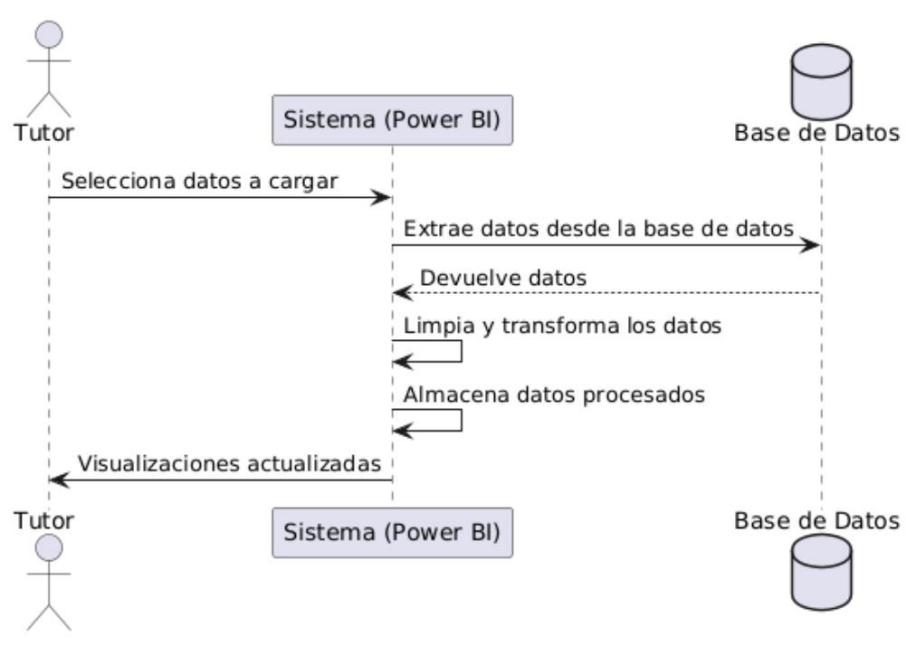 Tutor
Sistema (Power BI)
Base de Datos
Selecciona datos a cargar
Extrae datos desde la base de datos
Devuelve datos
Limpia y transforma los datos
Almacena datos procesados
Visualizaciones actualizadas
Tutor
Sistema (Power BI)
Base de Datos